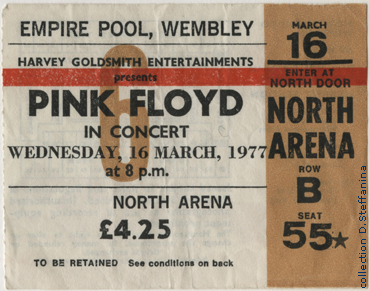 EMPIRE POOL, WEMBLEY
HARVEY GOLDSMITH ENTERTAINMENTS
presents
PINK FLOYD
IN CONCERT
WEDNESDAY, 16 MARCH, 1977
at 8 p.m.
NORTH ARENA
£4.25
TO BE RETAINED See conditions on back
6
MARCH
16
ENTER AT
NORTH DOOR
NORTH
ARENA
ROW
B
SEAT
55★
collection D.Steffanina